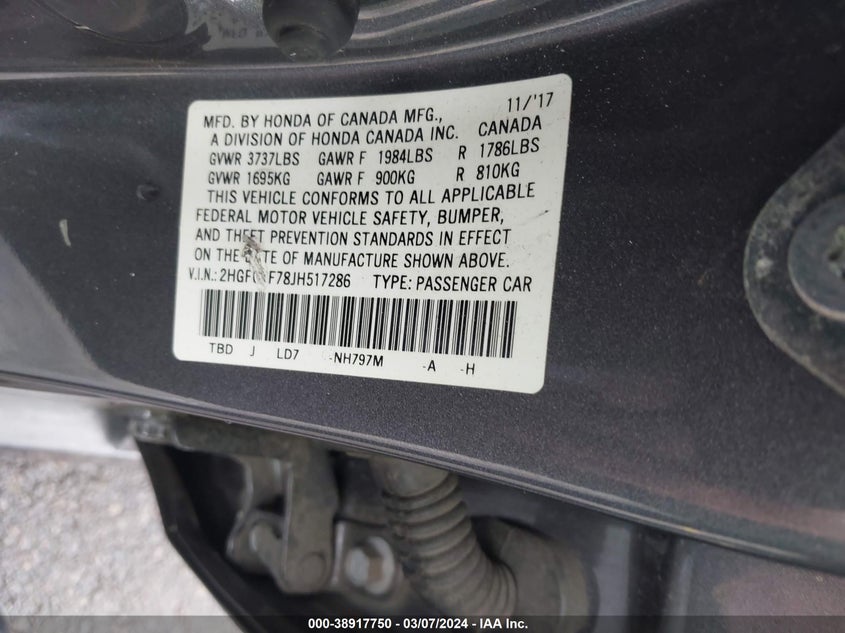 11/'17
MFD. BY HONDA OF CANADA MFG.,
A DIVISION OF HONDA CANADA INC. CANADA
GVWR 3737LBS GAWR F 1984LBS R 1786LBS
GVWR 1695KG GAWR F 900KG R 810KG
THIS VEHICLE CONFORMS TO ALL APPLICABLE
FEDERAL MOTOR VEHICLE SAFETY, BUMPER,
AND THEFT PREVENTION STANDARDS IN EFFECT
ON THE DATE OF MANUFACTURE SHOWN ABOVE.
V.I.N.: TYPE: PASSENGER CAR
TBD J LD7 -NH797M -A -H
000-38917750 — 03/07/2024 — IAA Inc.